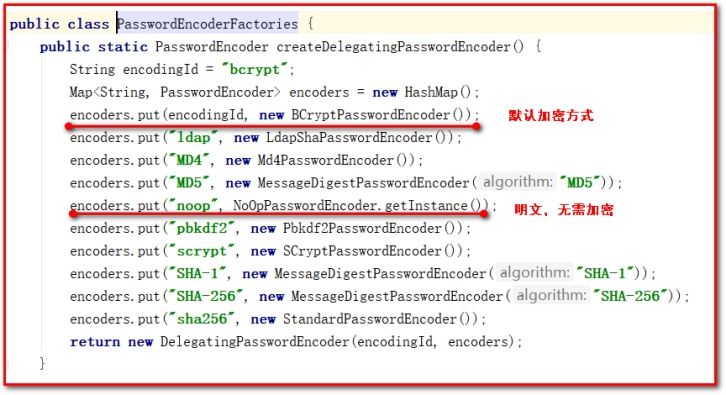 public class PasswordEncoderFactories {
public static PasswordEncoder createDelegatingPasswordEncoder() {
String encodingId = "bcrypt";
Map<String, PasswordEncoder> encoders = new HashMap();
encoders.put(encodingId, new BCryptPasswordEncoder()); 默认加密方式
encoders.put("ldap", new LdapShaPasswordEncoder());
encoders.put("MD4", new Md4PasswordEncoder());
encoders.put("MD5", new MessageDigestPasswordEncoder( algorithm: "MD5"));
encoders.put("noop", NoOpPasswordEncoder.getInstance()); 明文，无需加密
encoders.put("pbkdf2", new Pbkdf2PasswordEncoder());
encoders.put("scrypt", new SCryptPasswordEncoder());
encoders.put("SHA-1", new MessageDigestPasswordEncoder( algorithm: "SHA-1"));
encoders.put("SHA-256", new MessageDigestPasswordEncoder( algorithm: "SHA-256"));
encoders.put("sha256", new StandardPasswordEncoder());
return new DelegatingPasswordEncoder(encodingId, encoders);
}